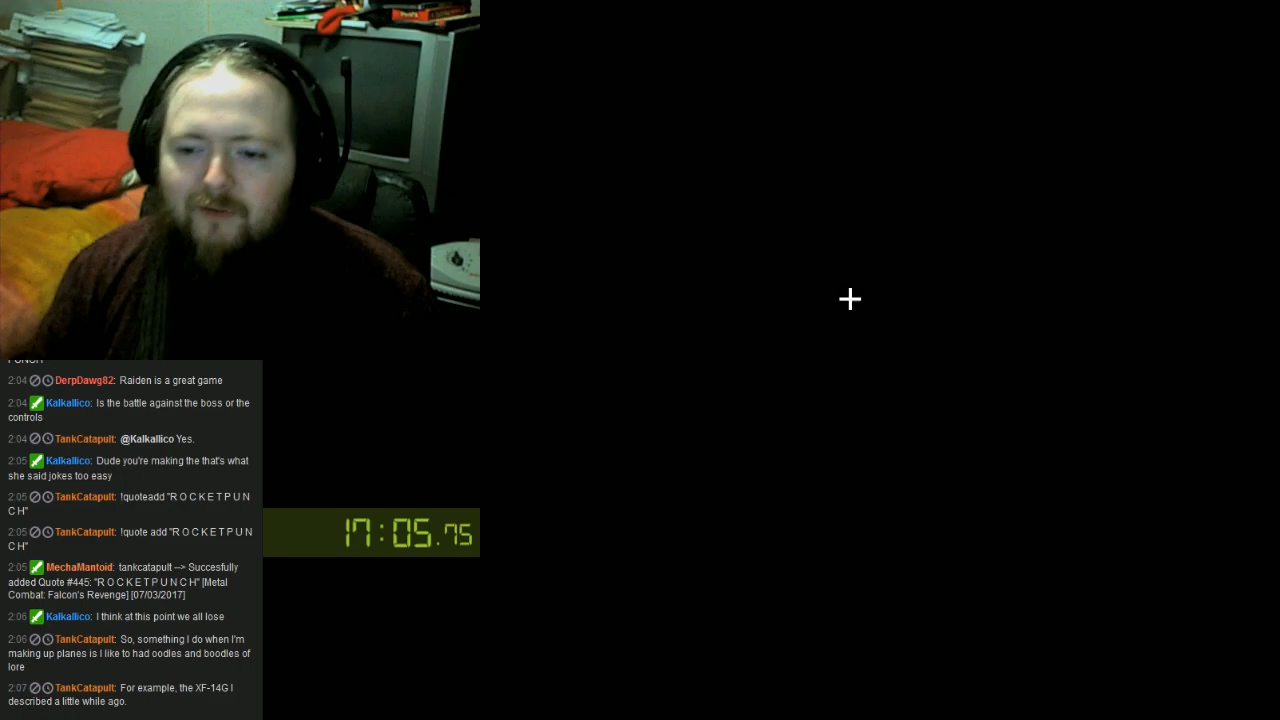 2:04 DerpDawg82: Raiden is a great game
2:04 Kalkallico: Is the battle against the boss or the
controls
2:04 TankCatapult: @Kalkallico Yes.
2:05 Kalkallico: Dude you're making the that's what
she said jokes too easy
2:05 TankCatapult: !quoteadd "R O C K E T P U N
C H"
2:05 TankCatapult: !quote add "R O C K E T P U N
C H"
2:05 MechaMantoid: tankcatapult --> Succesfully
added Quote #445: "R O C K E T P U N C H" [Metal
Combat: Falcon's Revenge] [07/03/2017]
2:06 Kalkallico: I think at this point we all lose
2:06 TankCatapult: So, something I do when I'm
making up planes is I like to had oodles and boodles of
lore
2:07 TankCatapult: For example, the XF-14G I
described a little while ago.
17:05.75